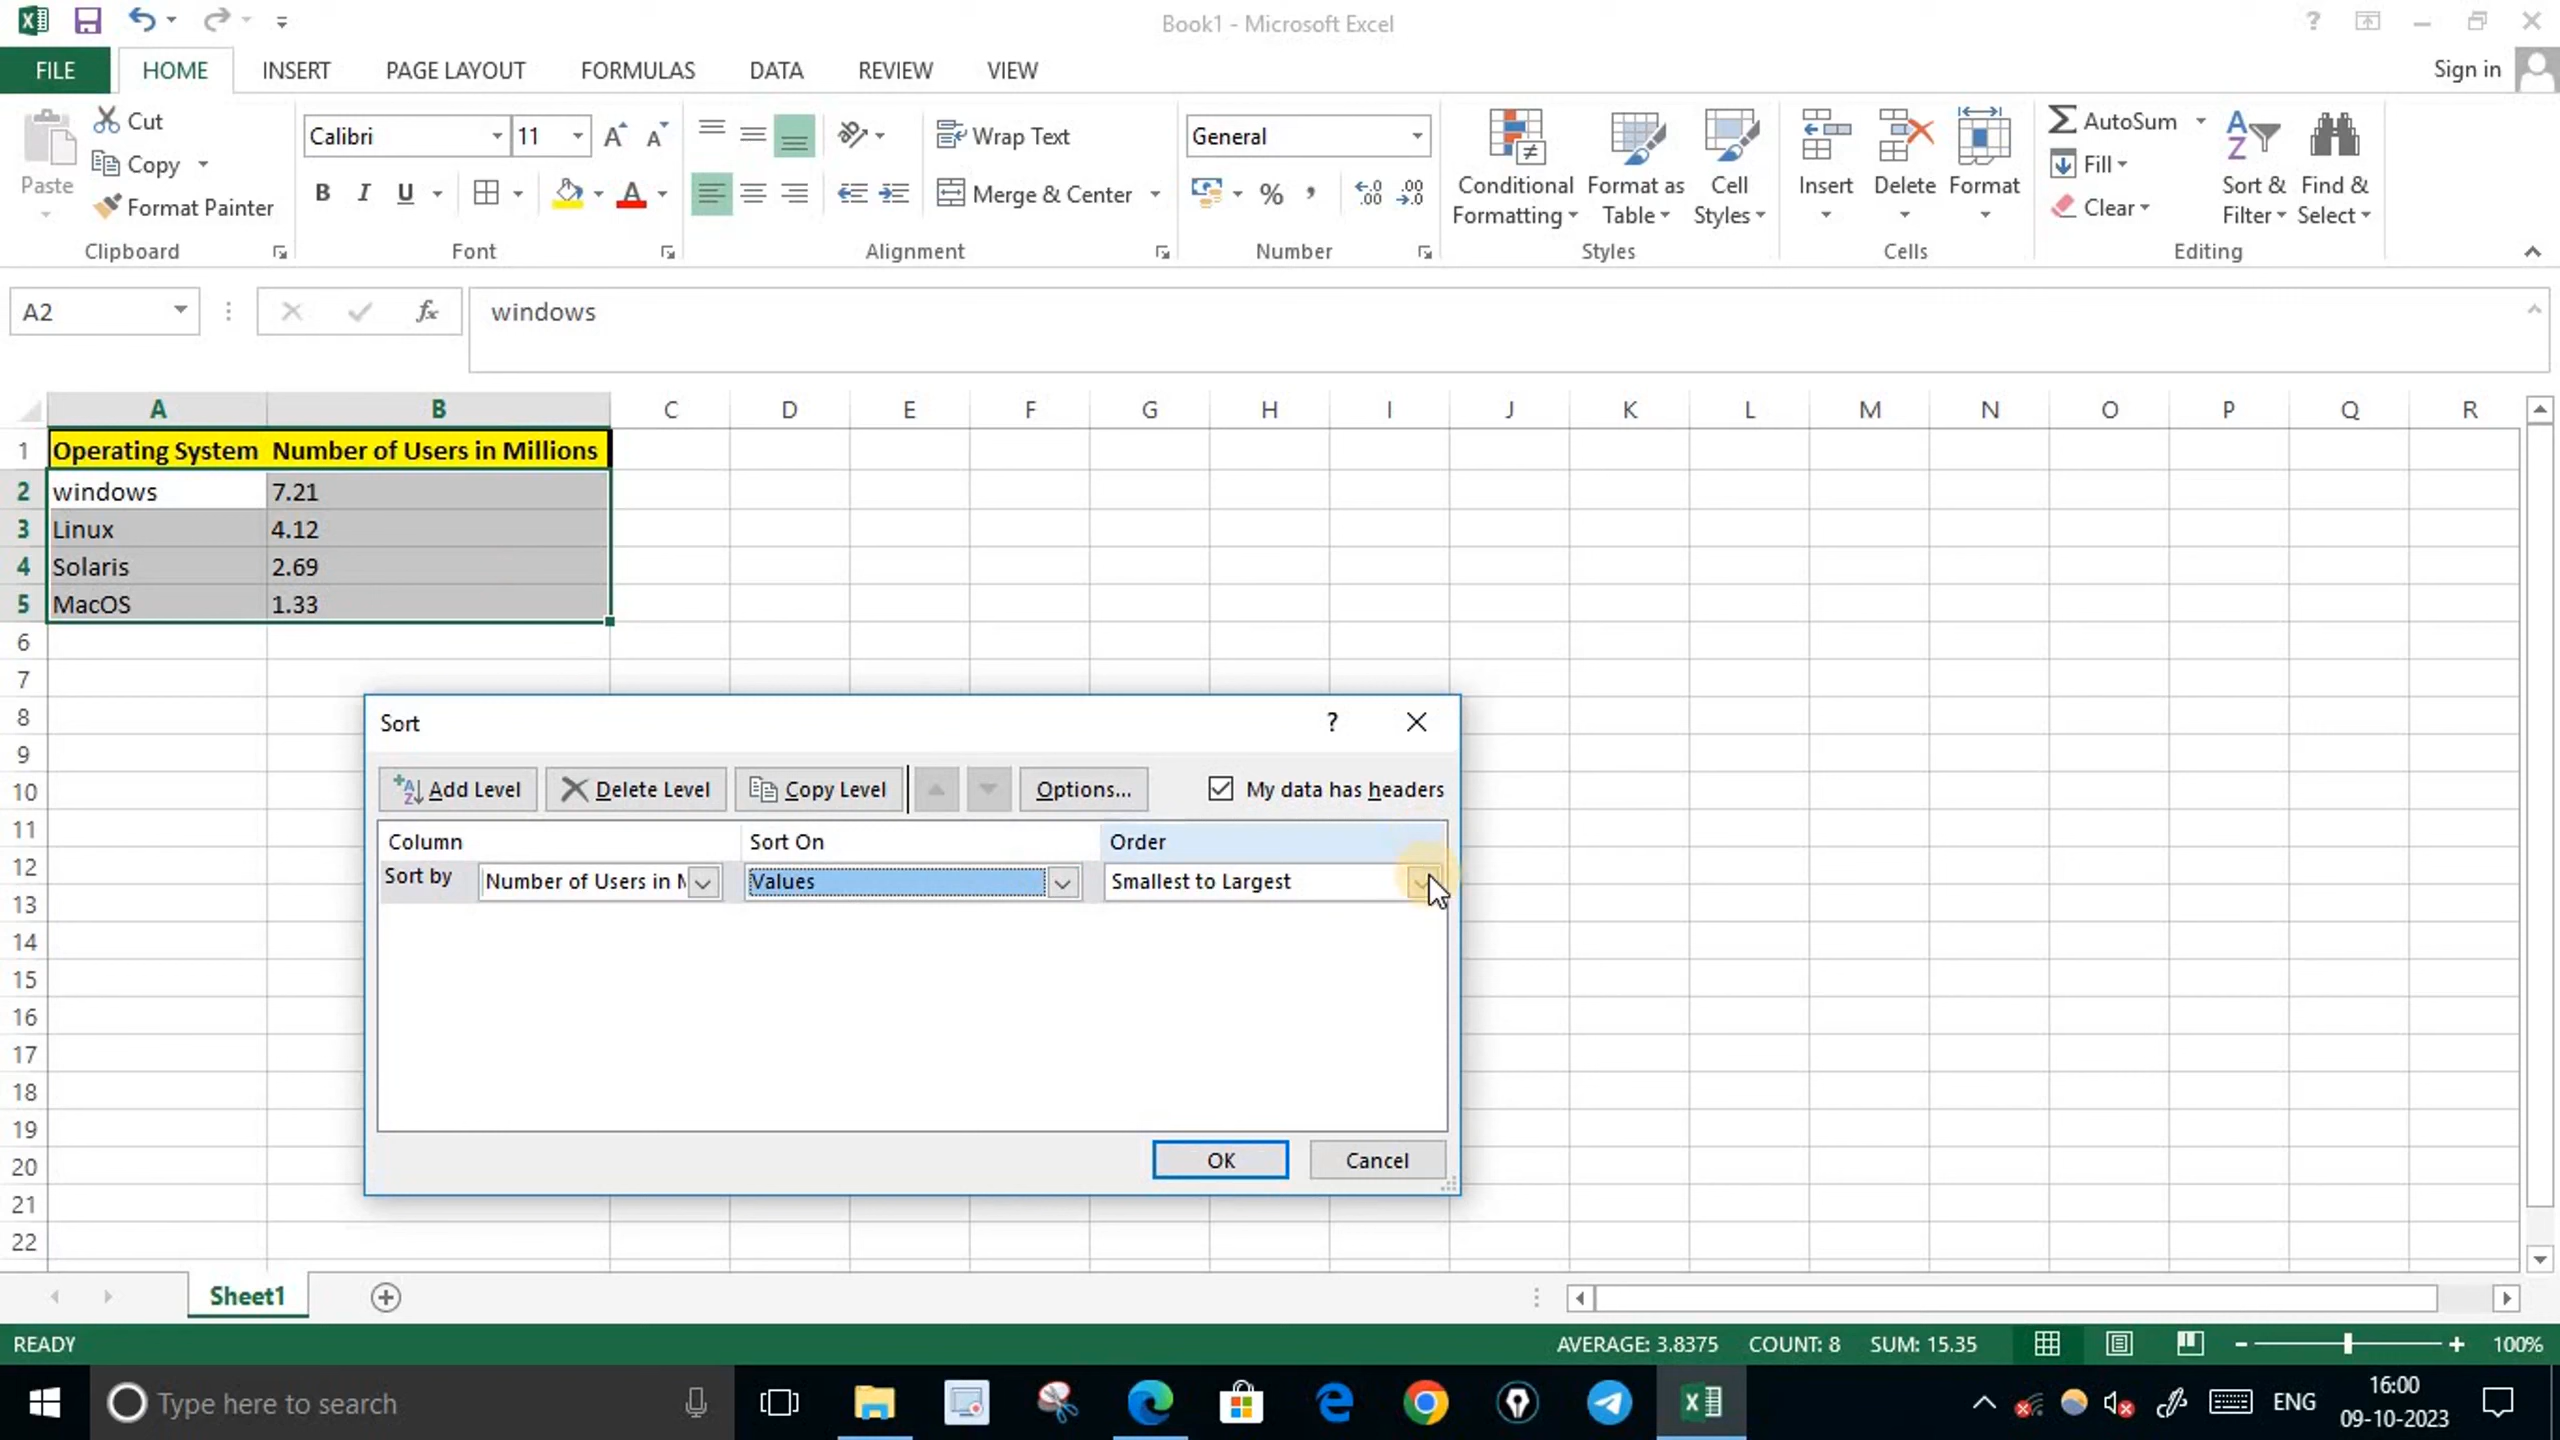 Book1 - Microsoft Excel
FILE HOME INSERT PAGE LAYOUT FORMULAS DATA REVIEW VIEW Sign in
Paste
Cut
Copy
Format Painter
Clipboard
Calibri 11
B I U
Font
Wrap Text
Merge & Center
Alignment
General
%
Number
Conditional Formatting
Format as Table
Cell Styles
Styles
Insert Delete Format
Cells
AutoSum
Fill
Clear
Sort & Filter
Find & Select
Editing
A2 fx windows
A B C D E F G H I J K L M N O P Q R
1 Operating System Number of Users in Millions
2 windows 7.21
3 Linux 4.12
4 Solaris 2.69
5 MacOS 1.33
6
7
8
9
10
11
12
13
14
15
16
17
18
19
20
21
22
Sort ?
Add Level Delete Level Copy Level Options... My data has headers
Column Sort On Order
Sort by Number of Users in M Values Smallest to Largest
OK Cancel
Sheet1
READY AVERAGE: 3.8375 COUNT: 8 SUM: 15.35 100%
Type here to search ENG 16:00
09-10-2023